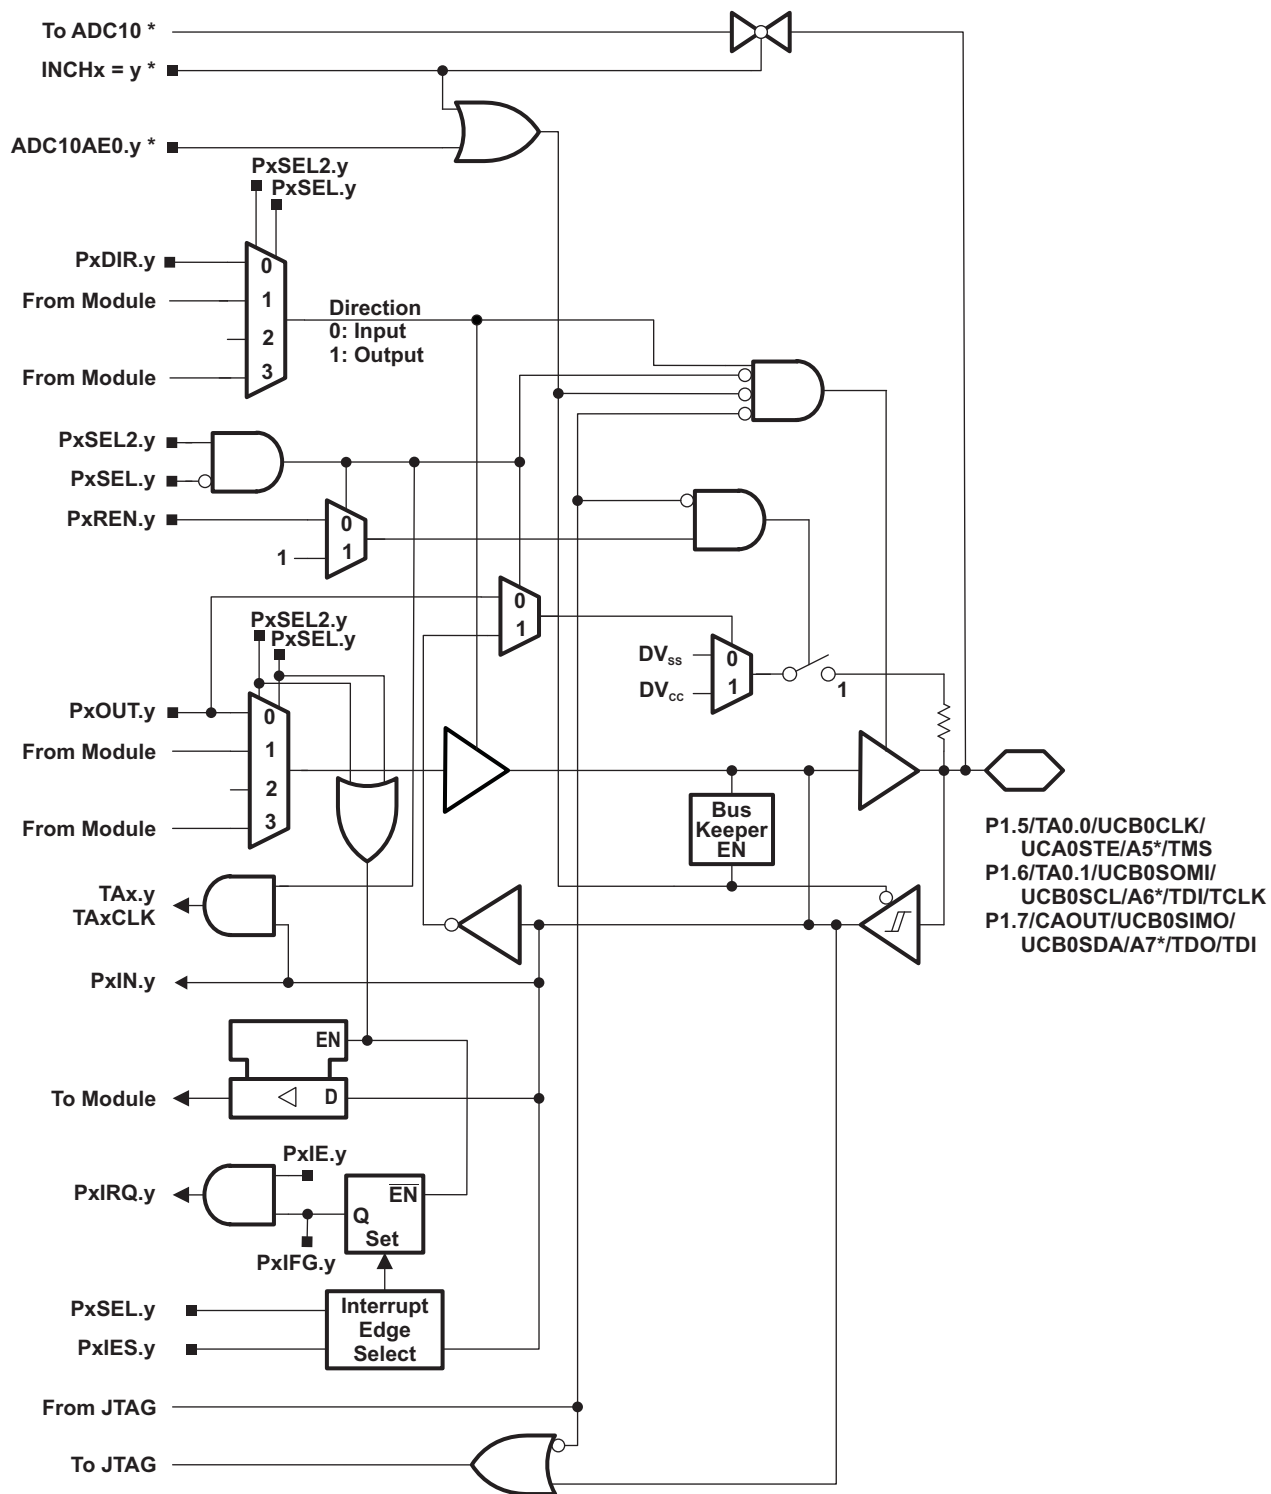 To ADC10 *
INCHx = y *
ADC10AE0.y *
PxSEL2.y
PxSEL.y
PxDIR.y
0
From Module
1
2
From Module
3
Direction
0: Input
1: Output
PxSEL2.y
PxSEL.y
PxREN.y
0
1
1
0
1
PxSEL2.y
PxSEL.y
DVSS
0
DVCC
1
1
PxOUT.y
0
From Module
1
2
From Module
3
Bus
Keeper
EN
P1.5/TA0.0/UCB0CLK/
UCA0STE/A5*/TMS
P1.6/TA0.1/UCB0SOMI/
UCB0SCL/A6*/TDI/TCLK
P1.7/CAOUT/UCB0SIMO/
UCB0SDA/A7*/TDO/TDI
TAx.y
TAxCLK
PxIN.y
EN
To Module
D
PxIE.y
PxIRQ.y
EN
Q
Set
PxIFG.y
PxSEL.y
PxIES.y
Interrupt
Edge
Select
From JTAG
To JTAG